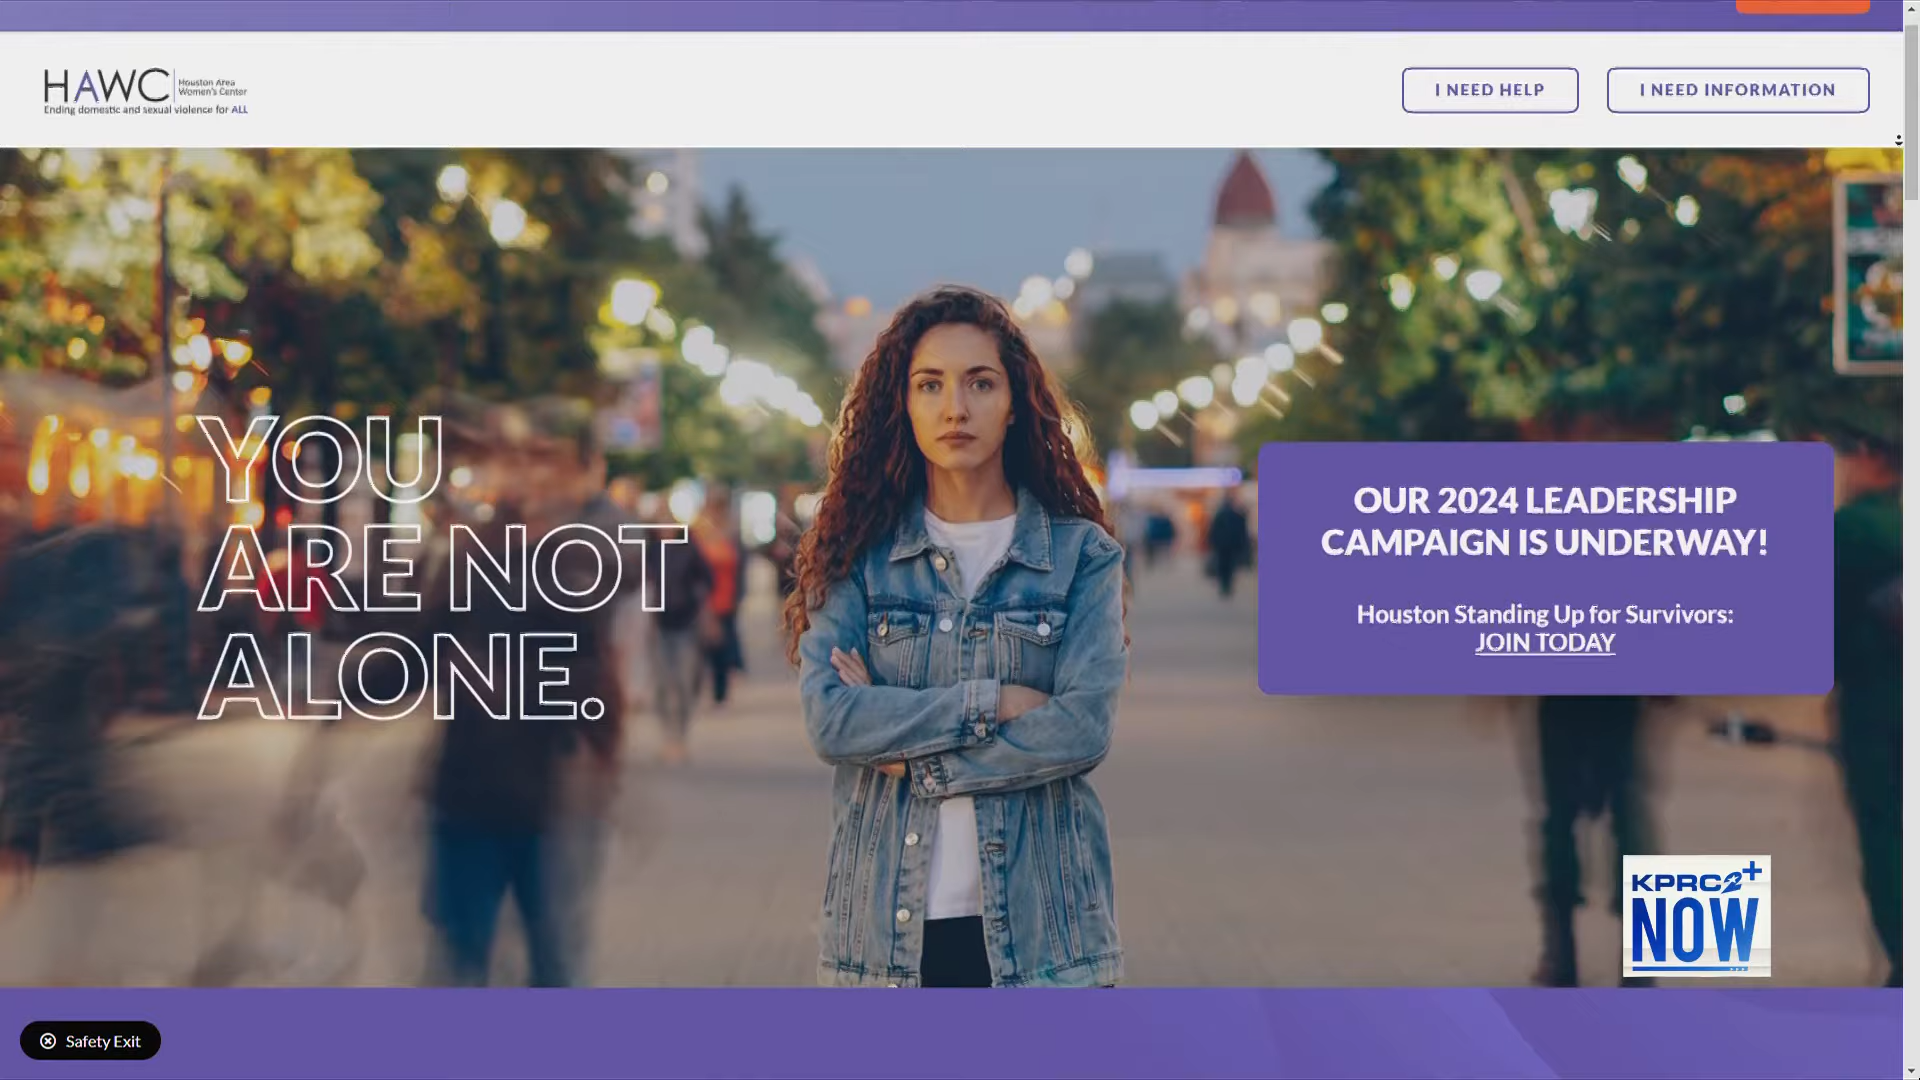 HAWC
Houston Area
Women's Center
Ending domestic and sexual violence for ALL
I NEED HELP
I NEED INFORMATION
YOU
ARE NOT
ALONE.
OUR 2024 LEADERSHIP
CAMPAIGN IS UNDERWAY!
Houston Standing Up for Survivors:
JOIN TODAY
KPRC2+
NOW
Safety Exit